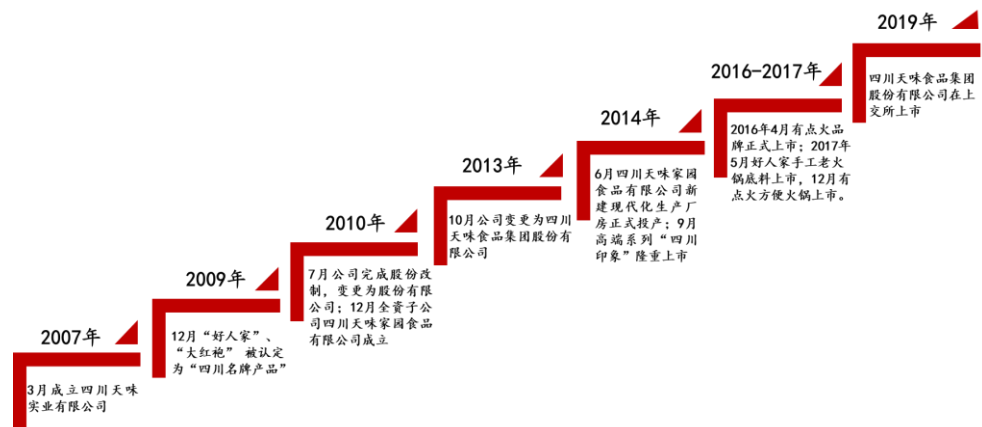 2007年
3月成立四川天味
实业有限公司
2009年
12月“好人家”、
“大红袍” 被认定
为“四川名牌产品”
2010年
7月公司完成股份改
制，变更为股份有限
公司；12月全资子公
司四川天味家园食品
有限公司成立
2013年
10月公司变更为四川
天味食品集团股份有
限公司
2014年
6月四川天味家园
食品有限公司新
建现代化生产厂
房正式投产；9月
高端系列“四川
印象”隆重上市
2016-2017年
2016年4月有点火品
牌正式上市；2017年
5月好人家手工老火
锅底料上市，12月有
点火方便火锅上市。
2019年
四川天味食品集团
股份有限公司在上
交所上市